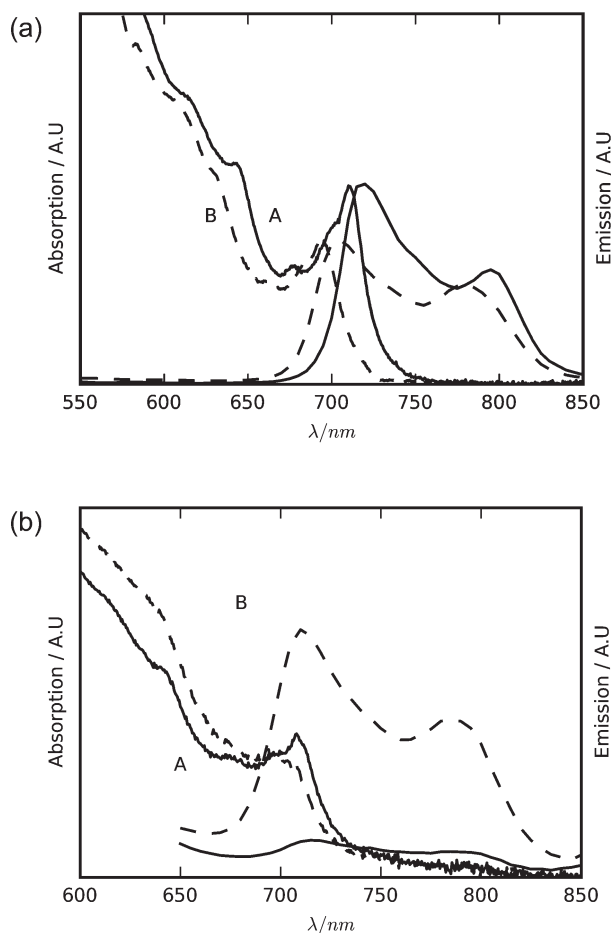 (a)
Absorption / A.U
Emission / A.U
B
A
550 600 650 700 750 800 850
λ/nm
(b)
Absorption / A.U
Emission / A.U
B
A
600 650 700 750 800 850
λ/nm